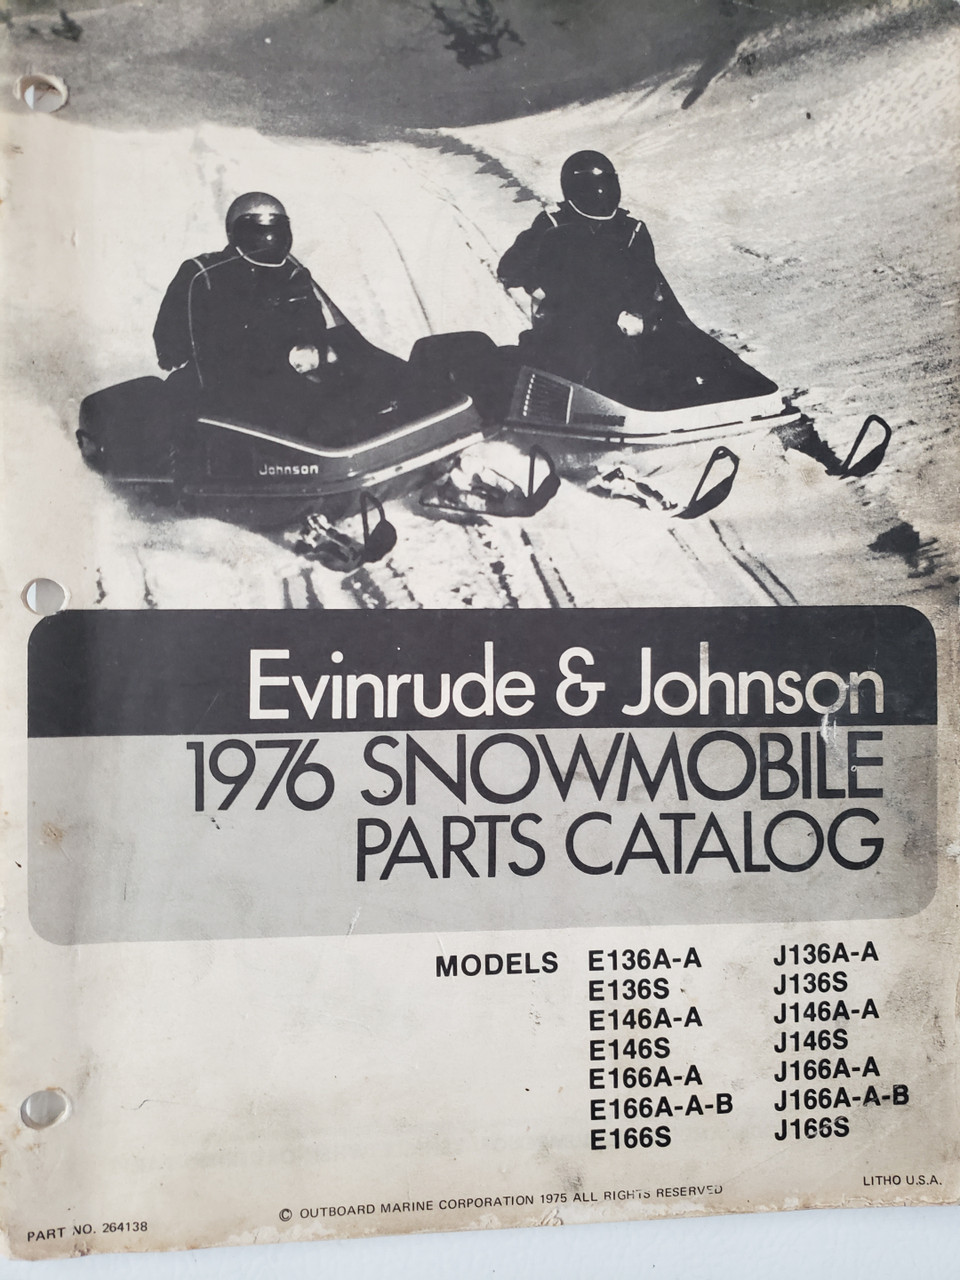 Johnson
Evinrude & Johnson
1976 SNOWMOBILE
PARTS CATALOG
MODELS E136A-A J136A-A
E136S J136S
E146A-A J146A-A
E146S J146S
E166A-A J166A-A
E166A-A-B J166A-A-B
E166S J166S
LITHO U.S.A.
© OUTBOARD MARINE CORPORATION 1975 ALL RIGHTS RESERVED
PART NO. 264138